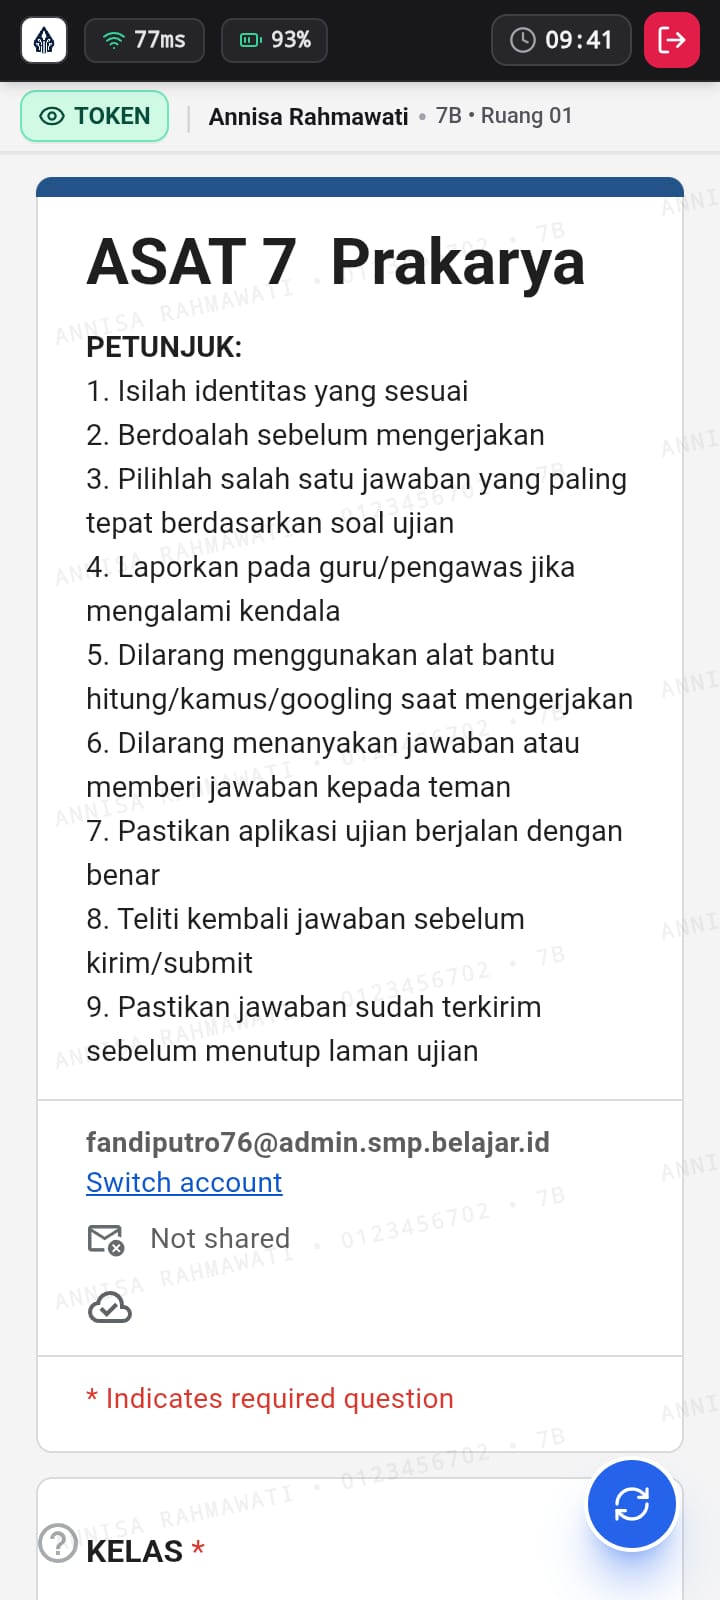 77ms 93% 09:41
TOKEN Annisa Rahmawati • 7B • Ruang 01
ASAT 7 Prakarya
PETUNJUK:
1. Isilah identitas yang sesuai
2. Berdoalah sebelum mengerjakan
3. Pilihlah salah satu jawaban yang paling
tepat berdasarkan soal ujian
4. Laporkan pada guru/pengawas jika
mengalami kendala
5. Dilarang menggunakan alat bantu
hitung/kamus/googling saat mengerjakan
6. Dilarang menanyakan jawaban atau
memberi jawaban kepada teman
7. Pastikan aplikasi ujian berjalan dengan
benar
8. Teliti kembali jawaban sebelum
kirim/submit
9. Pastikan jawaban sudah terkirim
sebelum menutup laman ujian
fandiputro76@admin.smp.belajar.id
Switch account
Not shared
ANNISA RAHMAWATI • 0123456702 • 7B
* Indicates required question
KELAS *